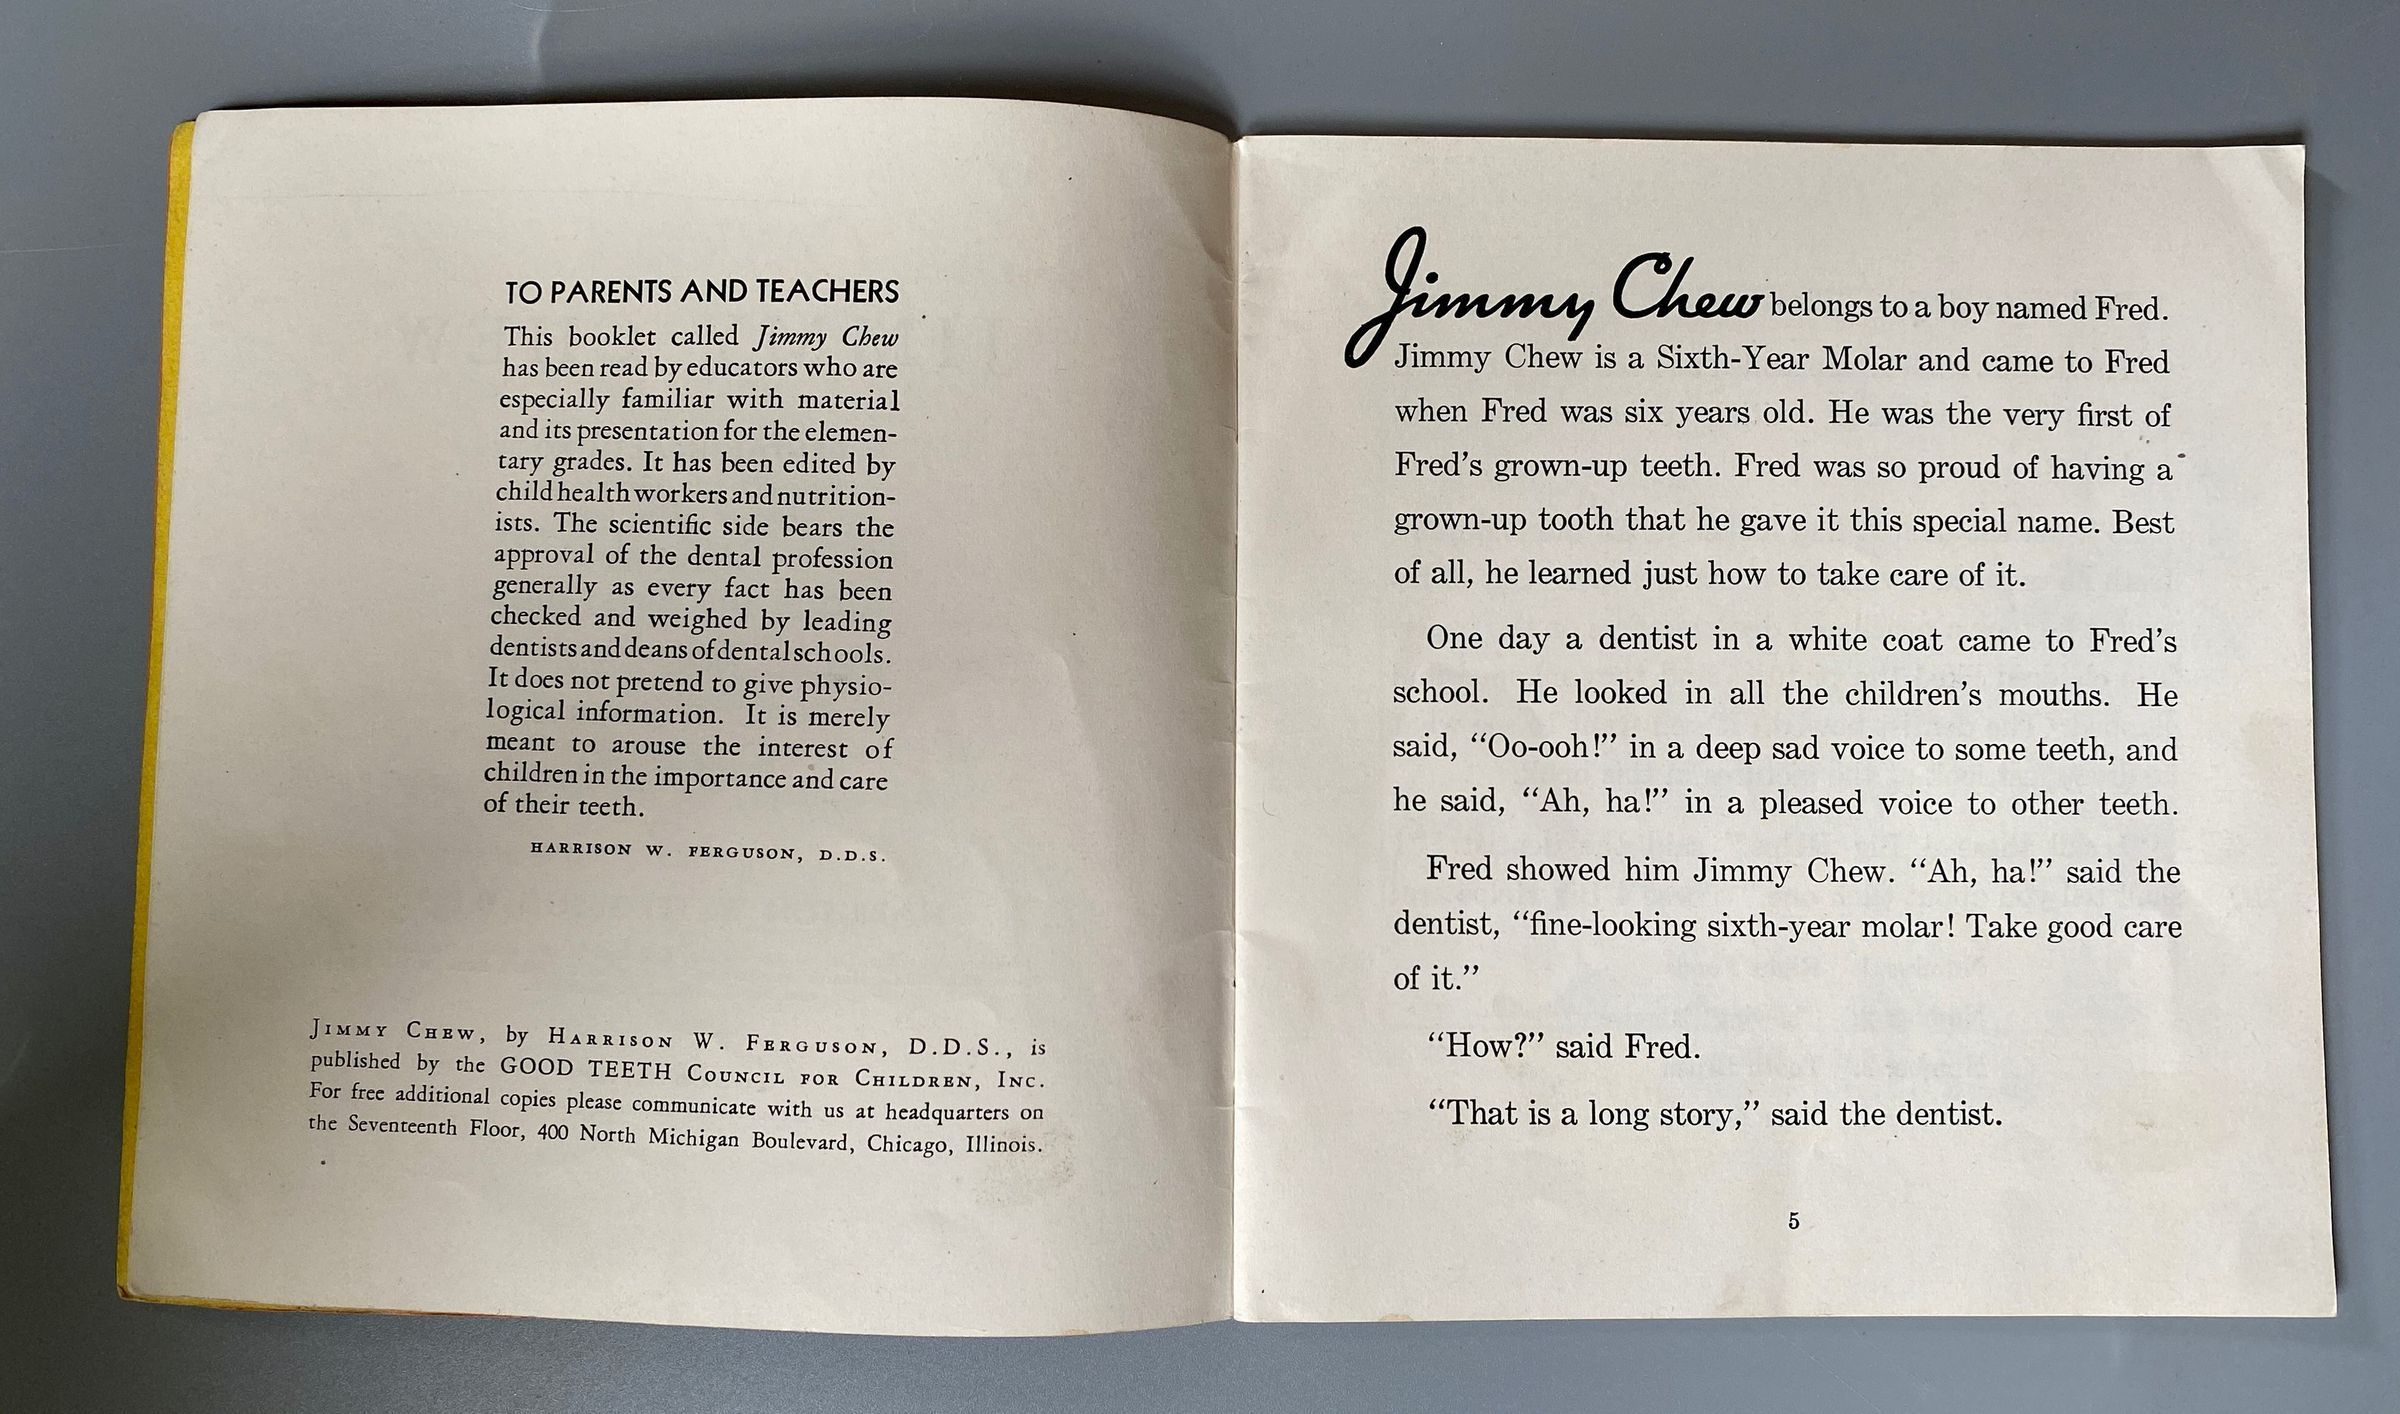 TO PARENTS AND TEACHERS
This booklet called Jimmy Chew
has been read by educators who are
especially familiar with material
and its presentation for the elemen-
tary grades. It has been edited by
child health workers and nutrition-
ists. The scientific side bears the
approval of the dental profession
generally as every fact has been
checked and weighed by leading
dentists and deans of dental schools.
It does not pretend to give physio-
logical information. It is merely
meant to arouse the interest of
children in the importance and care
of their teeth.
HARRISON W. FERGUSON, D.D.S.
JIMMY CHEW, by HARRISON W. FERGUSON, D.D.S., is
published by the GOOD TEETH COUNCIL FOR CHILDREN, INC.
For free additional copies please communicate with us at headquarters on
the Seventeenth Floor, 400 North Michigan Boulevard, Chicago, Illinois.
Jimmy Chew belongs to a boy named Fred.
Jimmy Chew is a Sixth-Year Molar and came to Fred
when Fred was six years old. He was the very first of
Fred's grown-up teeth. Fred was so proud of having a
grown-up tooth that he gave it this special name. Best
of all, he learned just how to take care of it.
One day a dentist in a white coat came to Fred's
school. He looked in all the children's mouths. He
said, “Oo-ooh!” in a deep sad voice to some teeth, and
he said, “Ah, ha!” in a pleased voice to other teeth.
Fred showed him Jimmy Chew. “Ah, ha!” said the
dentist, “fine-looking sixth-year molar! Take good care
of it.”
“How?” said Fred.
“That is a long story,” said the dentist.
5